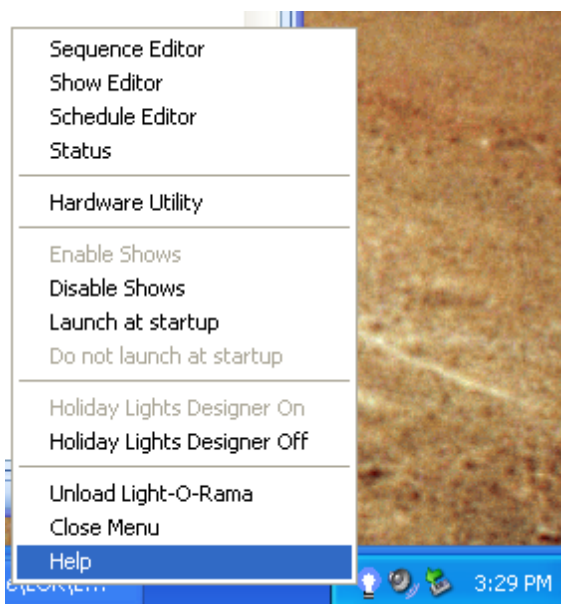 Sequence Editor
Show Editor
Schedule Editor
Status
Hardware Utility
Enable Shows
Disable Shows
Launch at startup
Do not launch at startup
Holiday Lights Designer On
Holiday Lights Designer Off
Unload Light-O-Rama
Close Menu
Help
3:29 PM